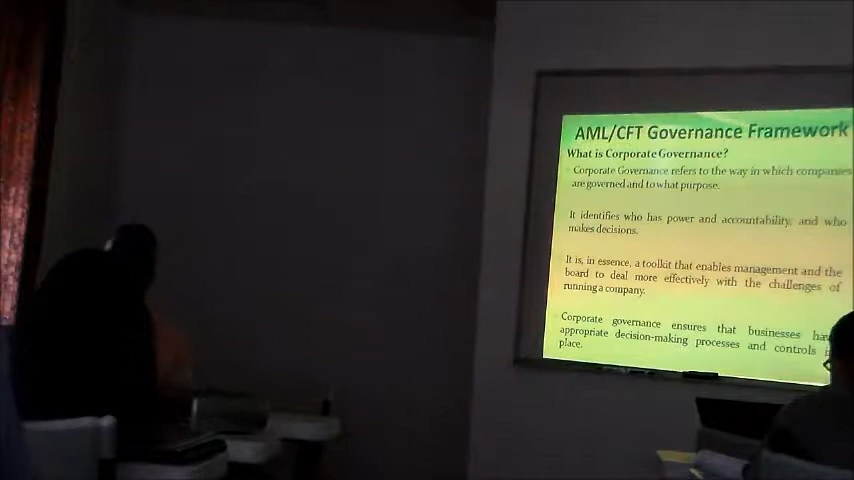 AML/CFT Governance Framework
What is Corporate Governance?
Corporate Governance refers to the way in which companies
are governed and to what purpose.
It identifies who has power and accountability, and who
makes decisions.
It is, in essence, a toolkit that enables management and the
board to deal more effectively with the challenges of
running a company.
Corporate governance ensures that businesses hav
appropriate decision-making processes and controls i
place.